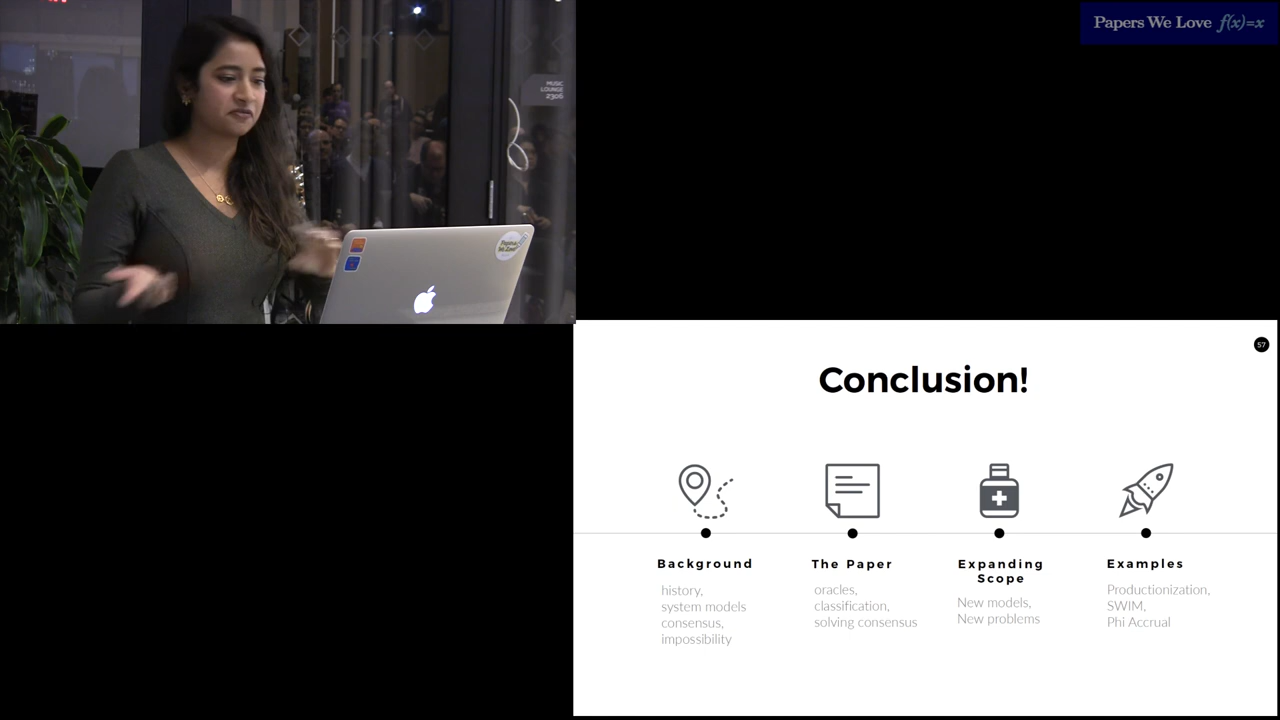 MUSIC
LOUNGE
2306
Papers We Love f(x)=x
57
Conclusion!
Background
history,
system models
consensus,
impossibility
The Paper
oracles,
classification,
solving consensus
Expanding
Scope
New models,
New problems
Examples
Productionization,
SWIM,
Phi Accrual